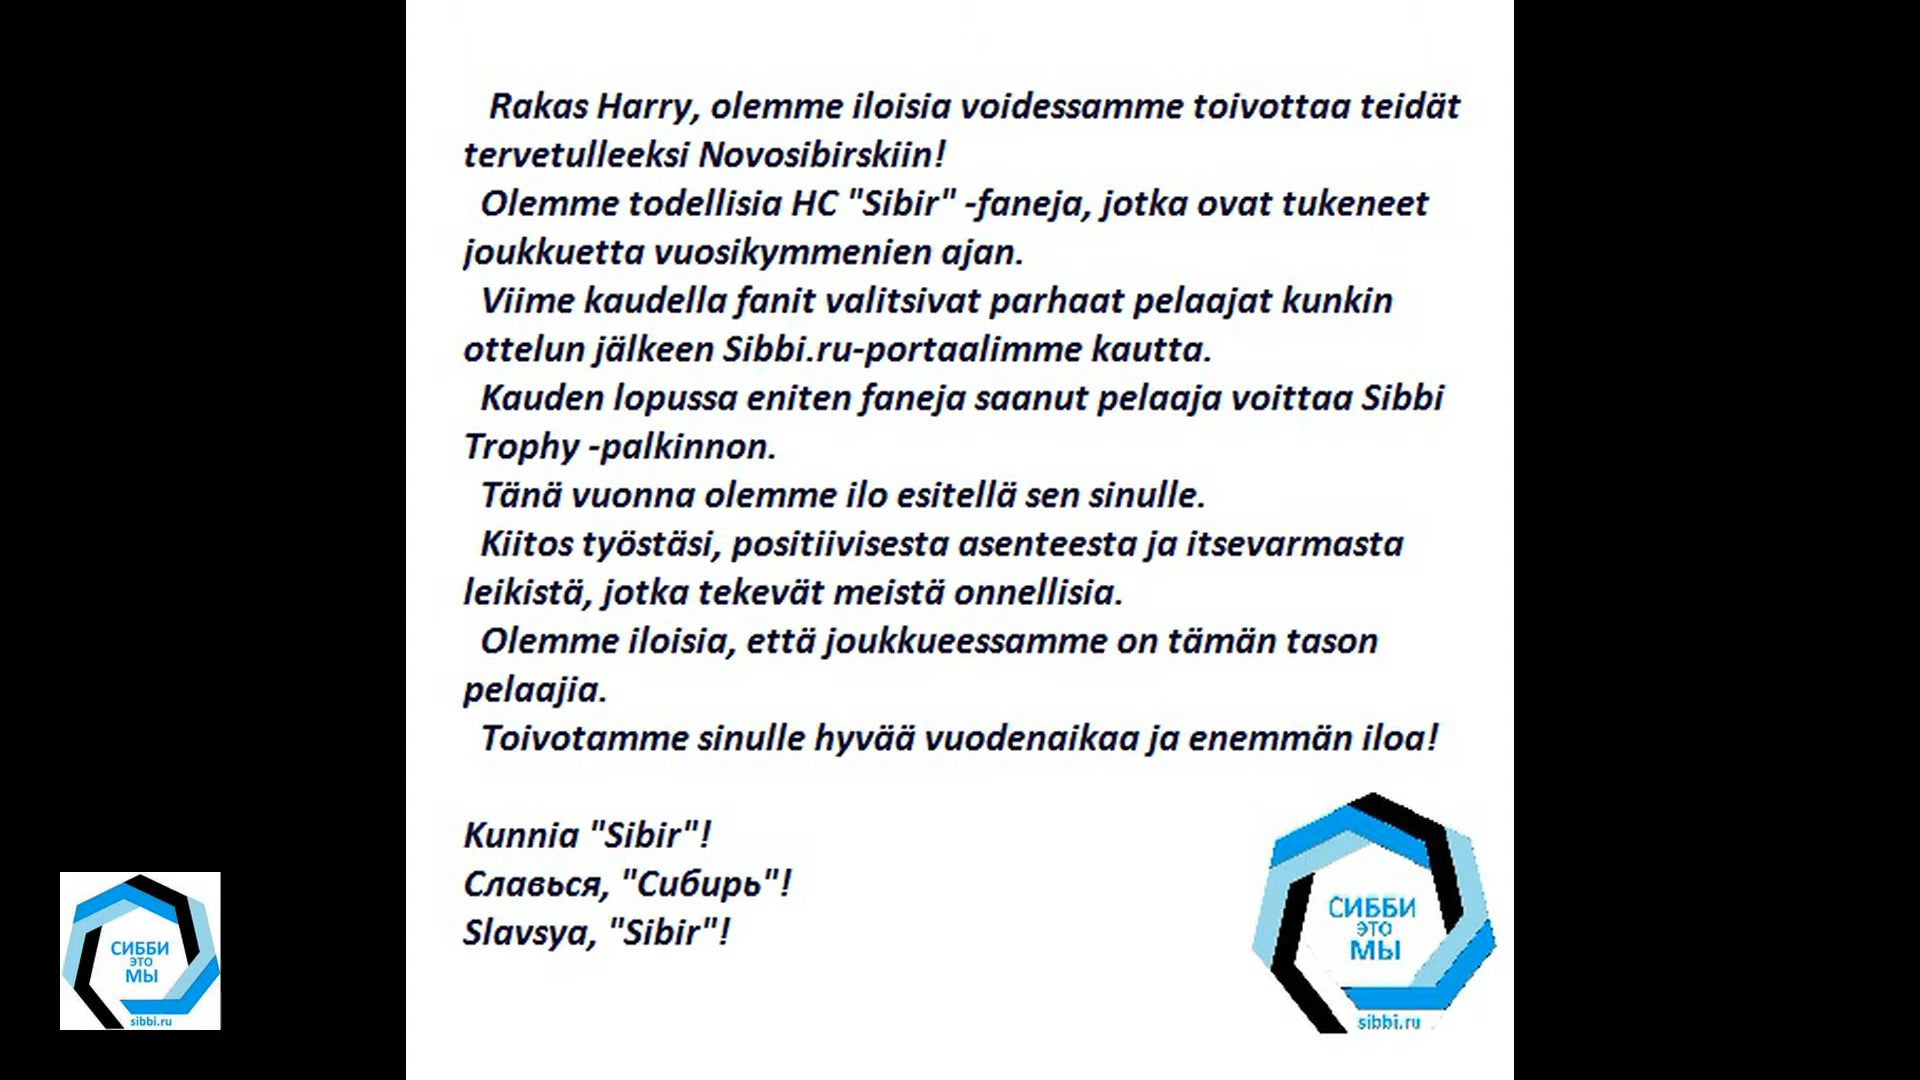 Rakas Harry, olemme iloisia voidessamme toivottaa teidät
tervetulleeksi Novosibirskiin!
Olemme todellisia HC "Sibir" -faneja, jotka ovat tukeneet
joukkuetta vuosikymmenien ajan.
Viime kaudella fanit valitsivat parhaat pelaajat kunkin
ottelun jälkeen Sibbi.ru-portaalimme kautta.
Kauden lopussa eniten faneja saanut pelaaja voittaa Sibbi
Trophy -palkinnon.
Tänä vuonna olemme ilo esitellä sen sinulle.
Kiitos työstäsi, positiivisesta asenteesta ja itsevarmasta
leikistä, jotka tekevät meistä onnellisia.
Olemme iloisia, että joukkueessamme on tämän tason
pelaajia.
Toivotamme sinulle hyvää vuodenaikaa ja enemmän iloa!
Kunnia "Sibir"!
Славься, "Сибирь"!
Slavsya, "Sibir"!
СИББИ
ЭТО
МЫ
sibbi.ru
СИББИ
ЭТО
МЫ
sibbi.ru